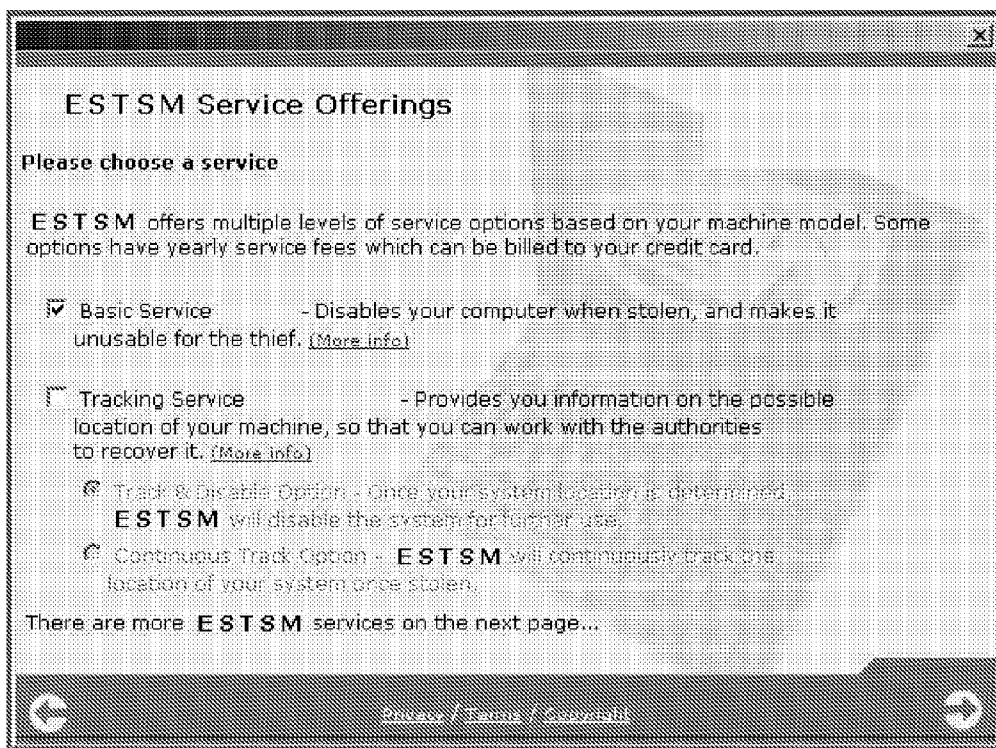 ESTSM Service Offerings
Please choose a service
ESTSM offers multiple levels of service options based on your machine model. Some
options have yearly service fees which can be billed to your credit card.
Basic Service - Disables your computer when stolen, and makes it
unusable for the thief. (More info)
Tracking Service - Provides you information on the possible
location of your machine, so that you can work with the authorities
to recover it. (More info)
Track & Disable Option - Once your system location is determined,
ESTSM will disable the system for further use.
Continuous Track Option - ESTSM will continuously track the
location of your system once stolen.
There are more ESTSM services on the next page...
Privacy / Terms / Copyright